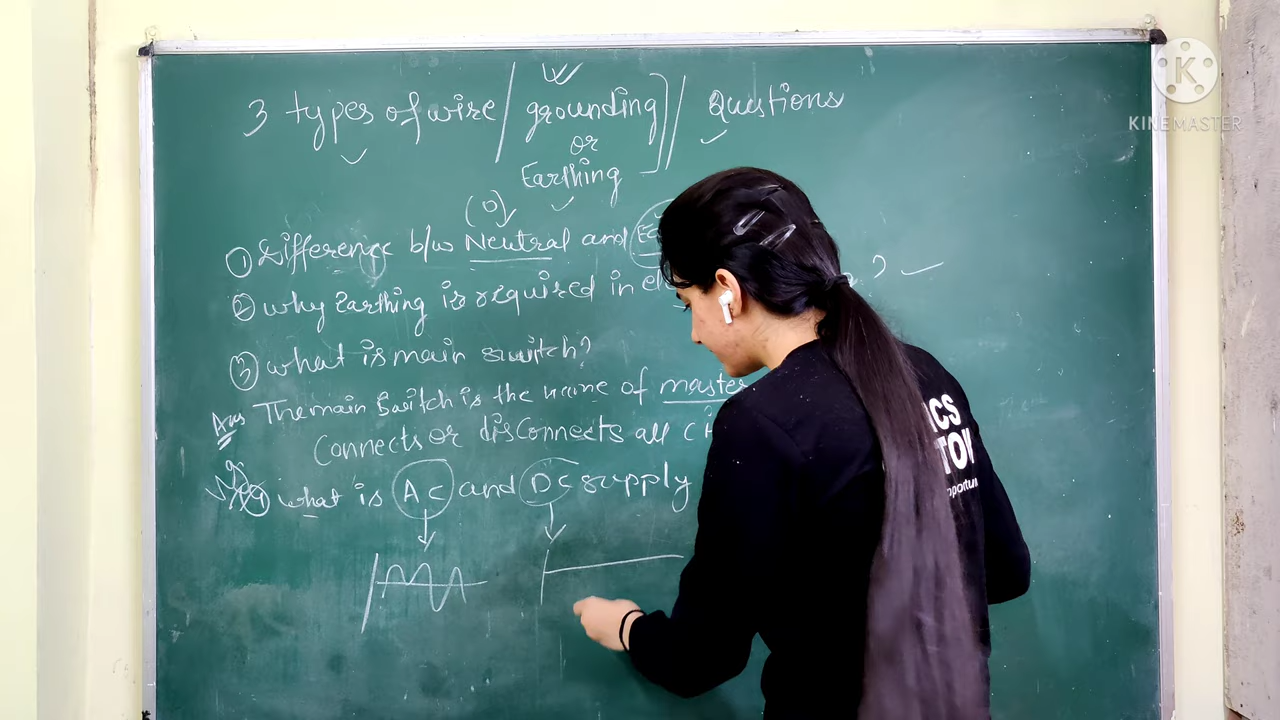 3 types of wire / grounding // Questions
or
Earthing
(0)
① Difference b/w Neutral and
② why Earthing is required in el ?
③ what is main switch?
Ans The main switch is the name of master
Connects or disConnects all
④ what is AC and DC supply
KINEMASTER